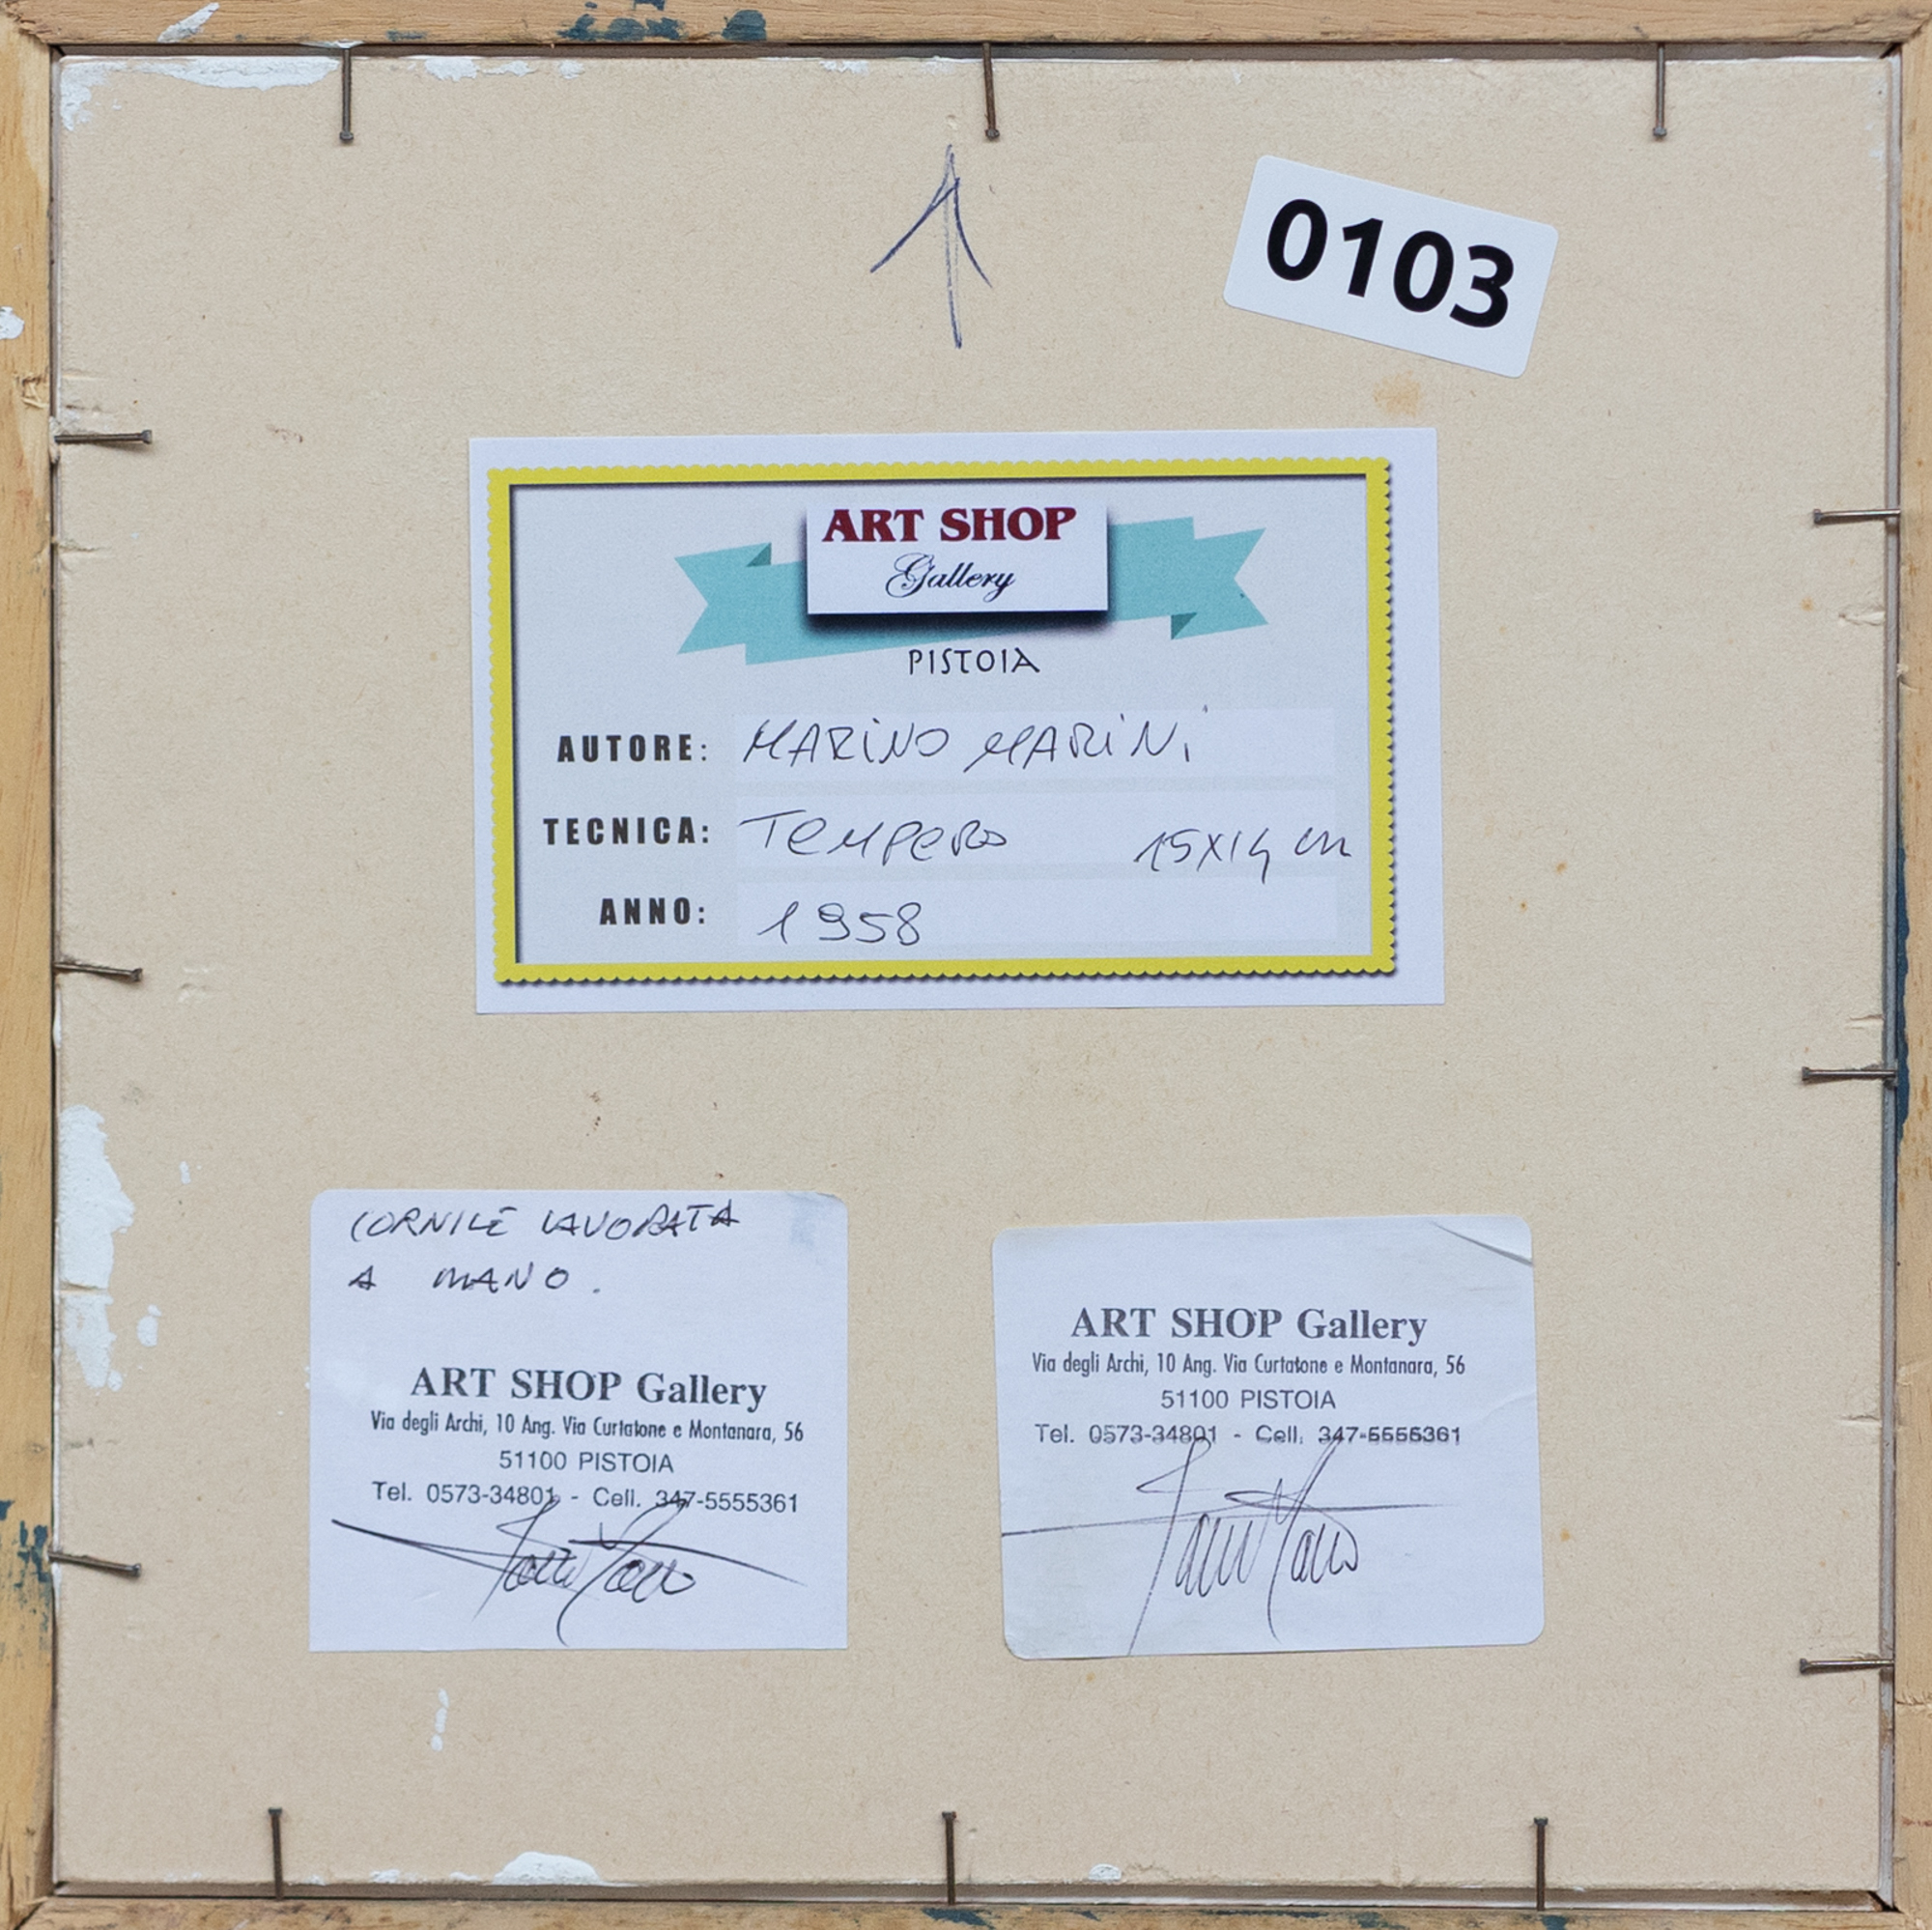 0103
ART SHOP
Gallery
PISTOIA
AUTORE: MARINO MARINI
TECNICA: TEMPERA 15X14 cm
ANNO: 1958
CORNICE LAVORATA
A MANO.
ART SHOP Gallery
Via degli Archi, 10 Ang. Via Curtatone e Montanara, 56
51100 PISTOIA
Tel. 0573-34801 - Cell. 347-5555361
ART SHOP Gallery
Via degli Archi, 10 Ang. Via Curtatone e Montanara, 56
51100 PISTOIA
Tel. 0573-34801 - Cell. 347-5555361